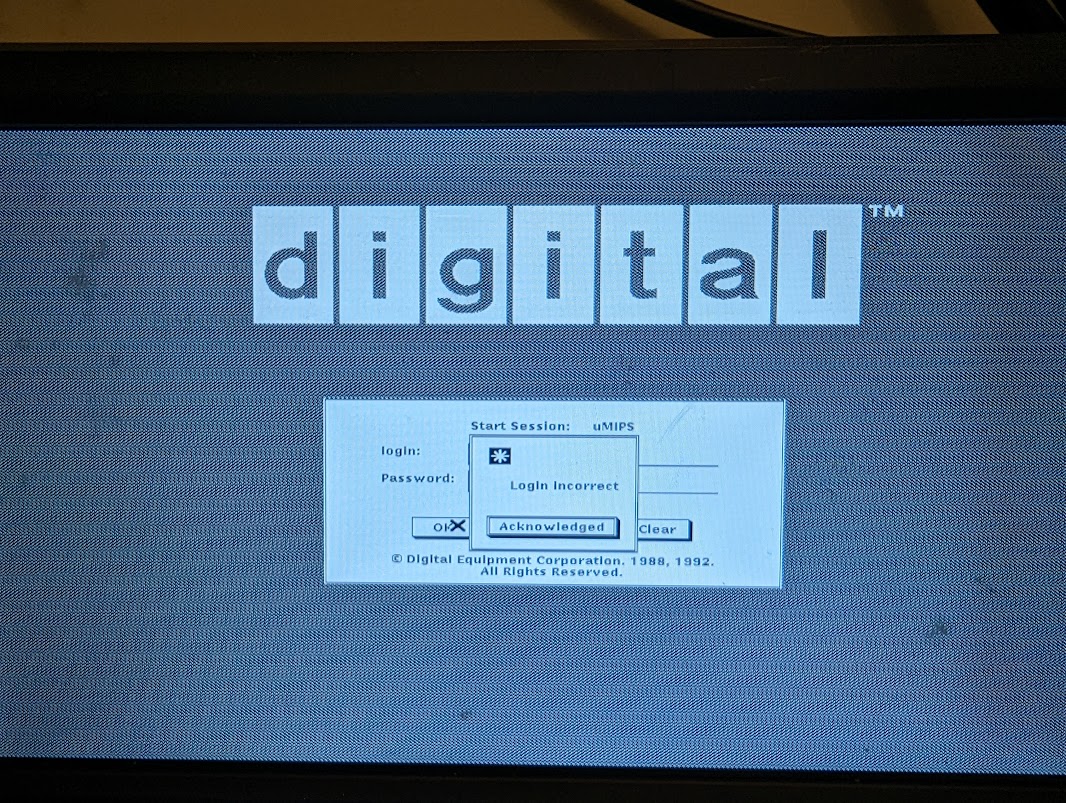 digital™
Start Session: uMIPS
login:
Password:
Login incorrect
OK
Acknowledged
Clear
© Digital Equipment Corporation. 1988, 1992.
All Rights Reserved.